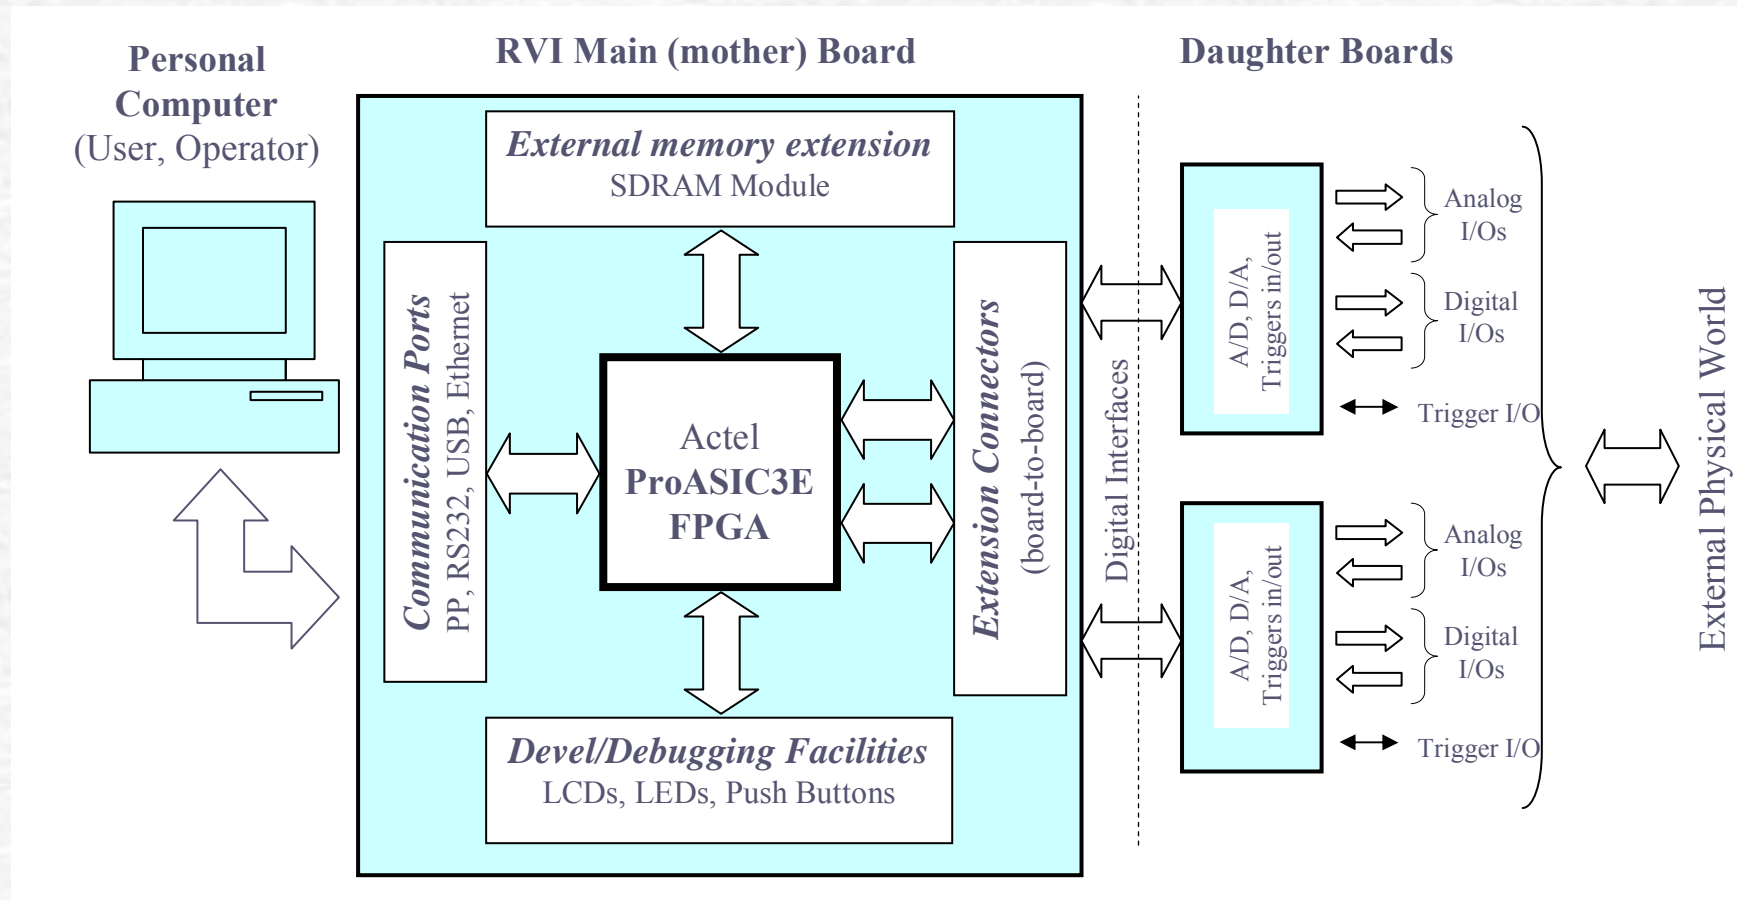 Personal
Computer
(User, Operator)
RVI Main (mother) Board
External memory extension
SDRAM Module
Communication Ports
PP, RS232, USB, Ethernet
Actel
ProASIC3E
FPGA
Extension Connectors
(board-to-board)
Devel/Debugging Facilities
LCDs, LEDs, Push Buttons
Digital Interfaces
Daughter Boards
A/D, D/A,
Triggers in/out
Analog
I/Os
Digital
I/Os
Trigger I/O
A/D, D/A,
Triggers in/out
Analog
I/Os
Digital
I/Os
Trigger I/O
External Physical World